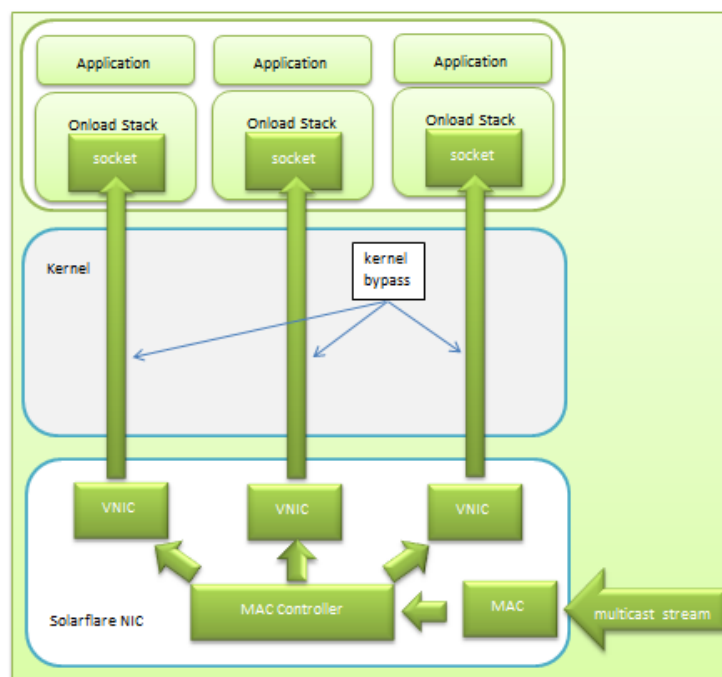 Application
Application
Application
Onload Stack
Onload Stack
Onload Stack
socket
socket
socket
Kernel
kernel
bypass
VNIC
VNIC
VNIC
MAC Controller
MAC
multicast stream
Solarflare NIC